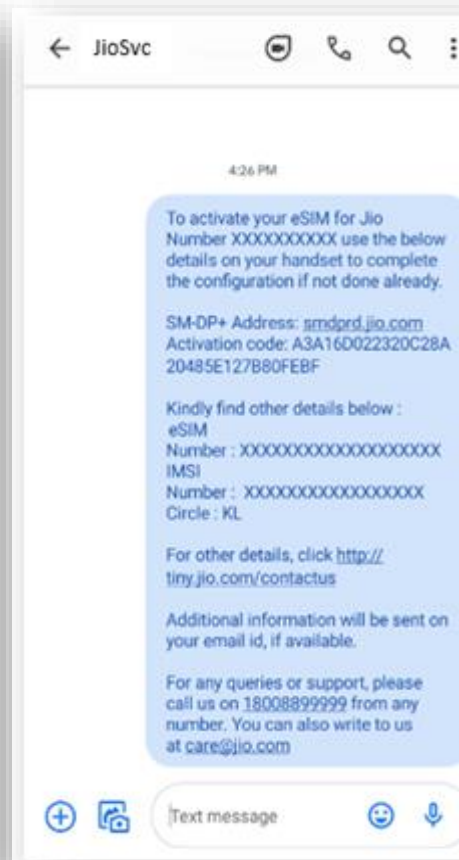 JioSvc
4:26 PM
To activate your eSIM for Jio
Number XXXXXXXXXX use the below
details on your handset to complete
the configuration if not done already.
SM-DP+ Address: smdprd.jio.com
Activation code: A3A16D022320C28A
20485E127B80FEBF
Kindly find other details below :
eSIM
Number : XXXXXXXXXXXXXXXXXXXX
IMSI
Number : XXXXXXXXXXXXXXXXX
Circle : KL
For other details, click http://
tiny.jio.com/contactus
Additional information will be sent on
your email id, if available.
For any queries or support, please
call us on 18008899999 from any
number. You can also write to us
at care@jio.com
Text message